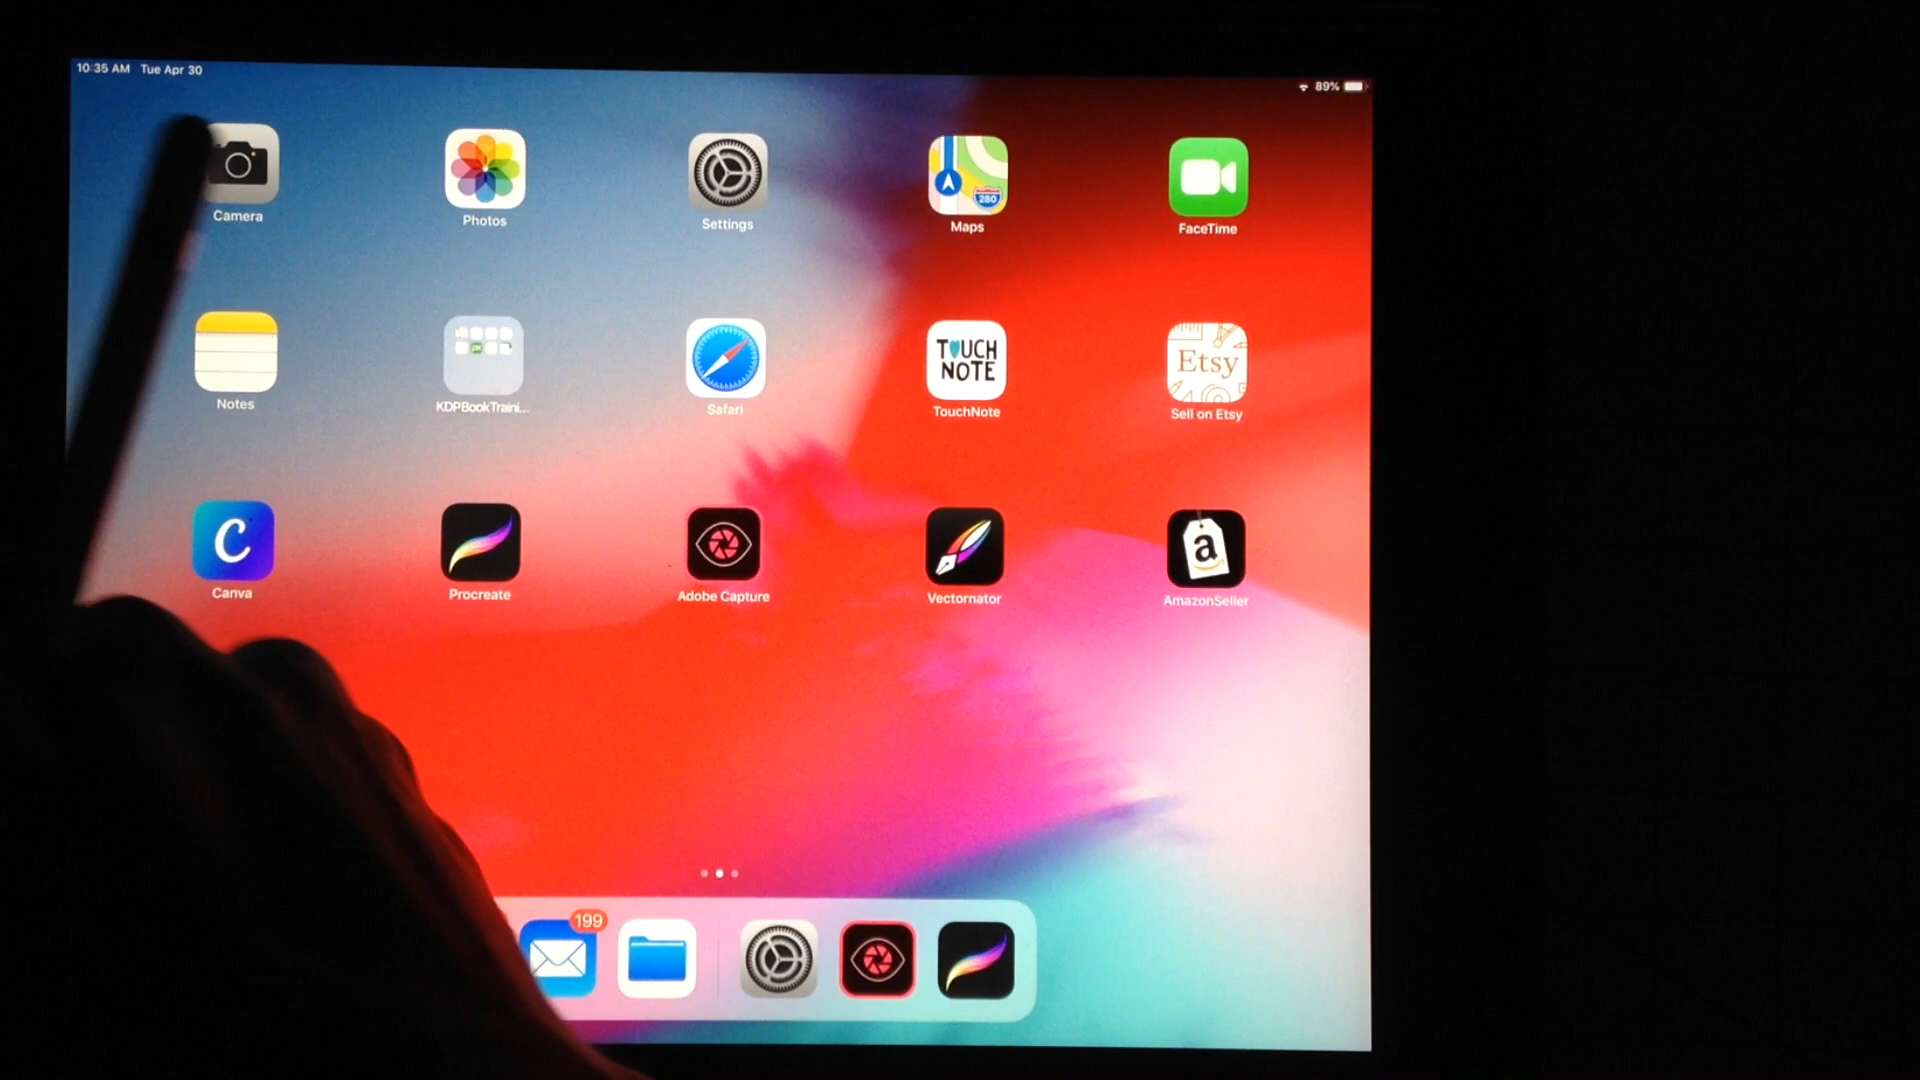 10:35 AM Tue Apr 30
89%
Camera
Photos
Settings
Maps
FaceTime
280
Notes
KDPBookTraini...
Safari
TouchNote
Sell on Etsy
TOUCH
NOTE
Etsy
Canva
Procreate
Adobe Capture
Vectornator
AmazonSeller
C
a
199